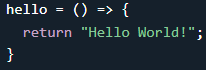 hello = () => {
  return "Hello World!";
}